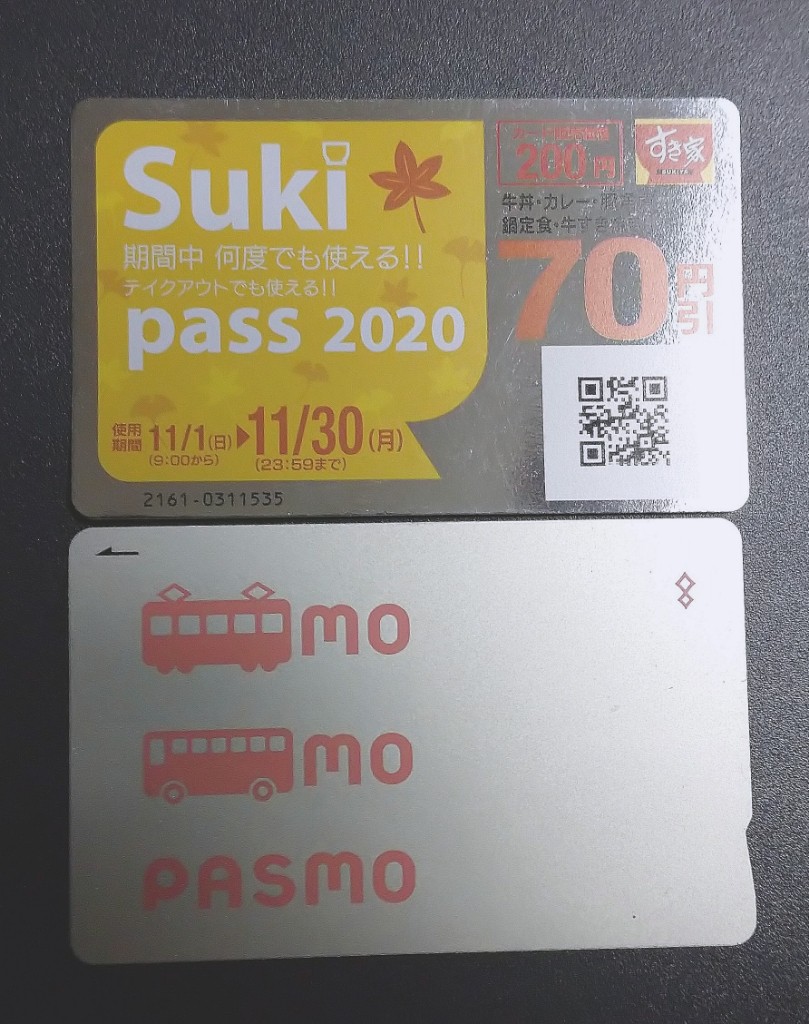 Suki
期間中 何度でも使える!!
テイクアウトでも使える!!
pass 2020
使用期間 11/1(日)▶11/30(月)
(9:00から) (23:59まで)
2161-0311535
200円
すき家
SUKIYA
牛丼・カレー・
鍋定食・牛すき
70円引
mo
mo
PASMO